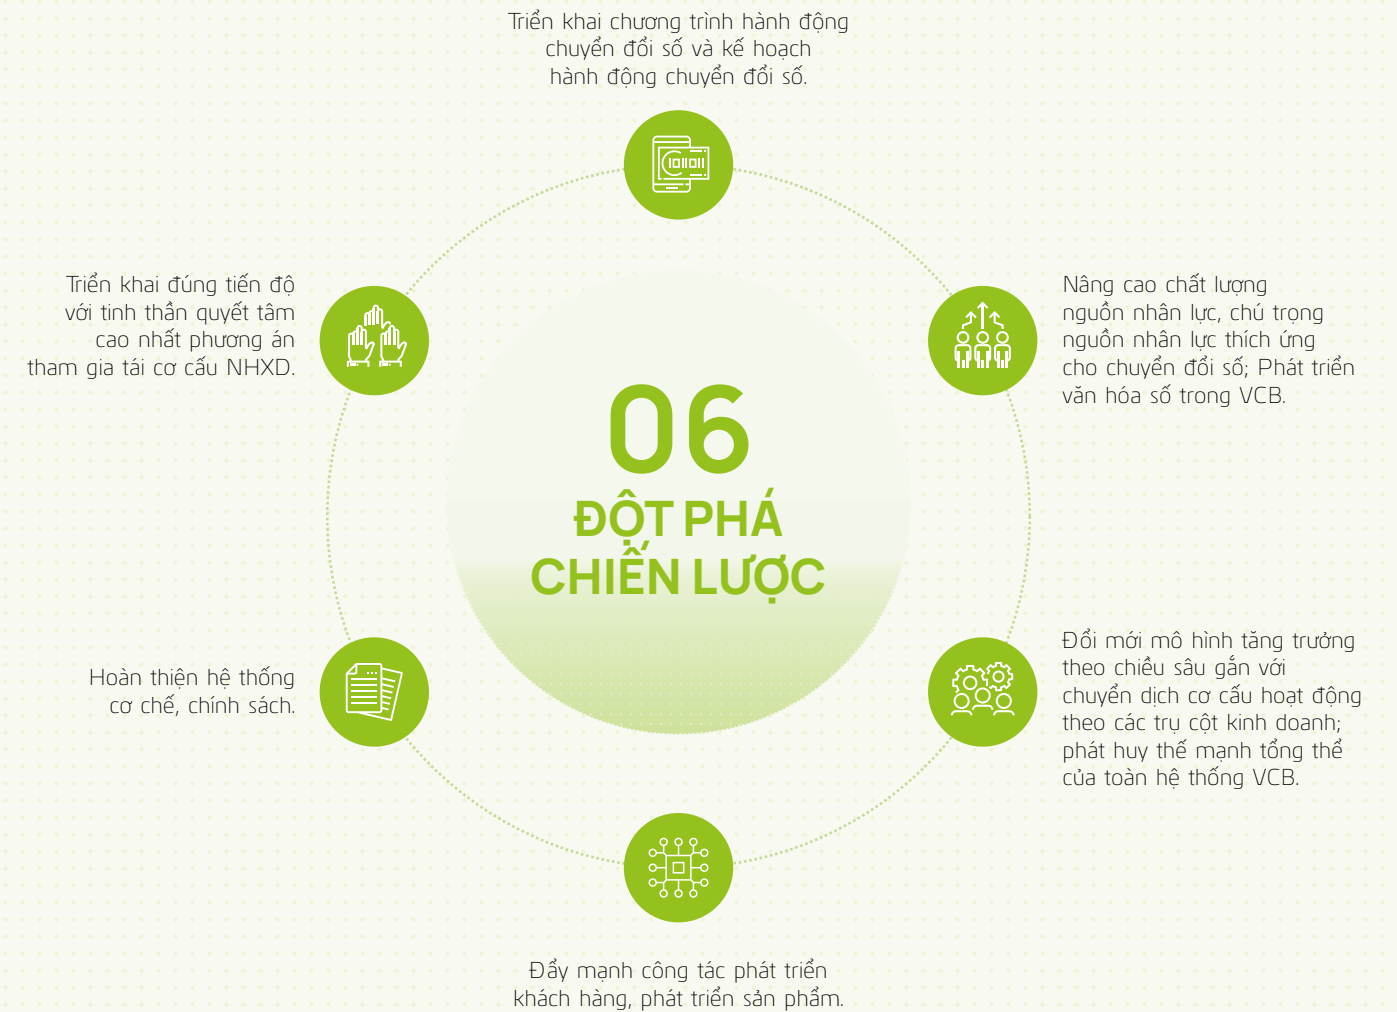 Triển khai chương trình hành động
chuyển đổi số và kế hoạch
hành động chuyển đổi số.
Triển khai đúng tiến độ
với tinh thần quyết tâm
cao nhất phương án
tham gia tái cơ cấu NHXD.
Nâng cao chất lượng
nguồn nhân lực, chú trọng
nguồn nhân lực thích ứng
cho chuyển đổi số; Phát triển
văn hóa số trong VCB.
06
ĐỘT PHÁ
CHIẾN LƯỢC
Hoàn thiện hệ thống
cơ chế, chính sách.
Đổi mới mô hình tăng trưởng
theo chiều sâu gắn với
chuyển dịch cơ cấu hoạt động
theo các trụ cột kinh doanh;
phát huy thế mạnh tổng thể
của toàn hệ thống VCB.
Đẩy mạnh công tác phát triển
khách hàng, phát triển sản phẩm.